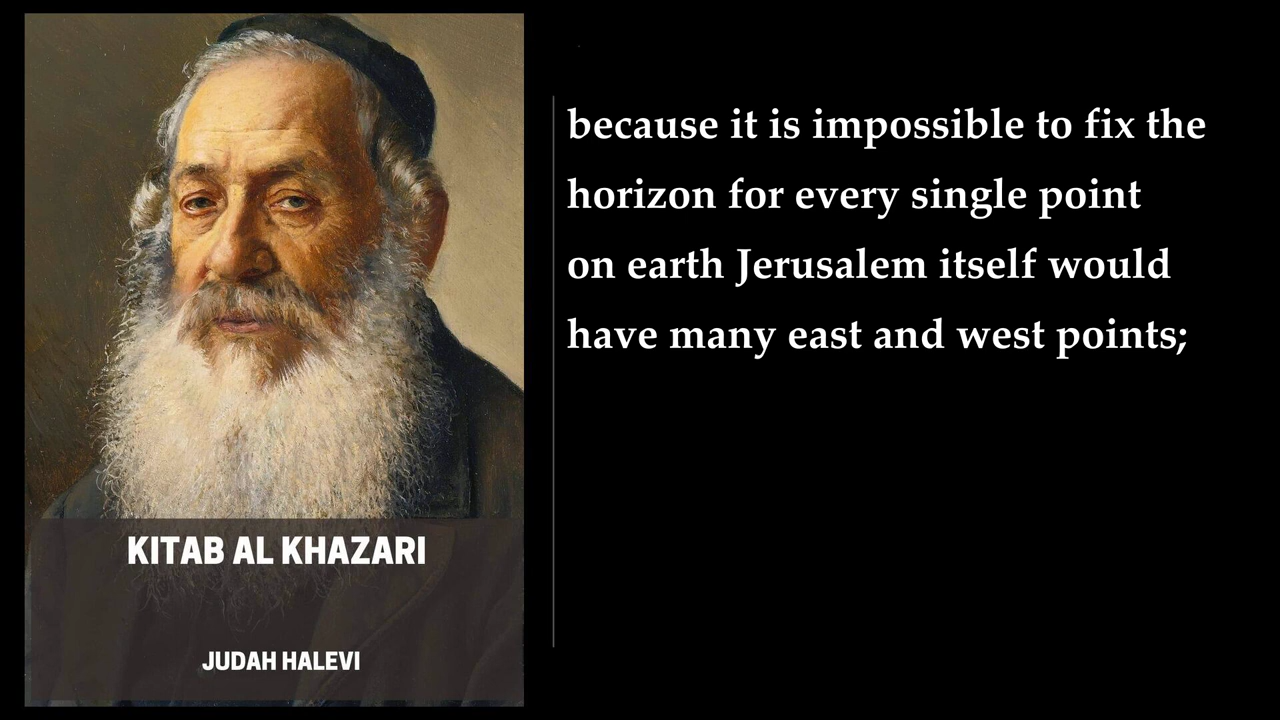 KITAB AL KHAZARI
JUDAH HALEVI
because it is impossible to fix the
horizon for every single point
on earth Jerusalem itself would
have many east and west points;